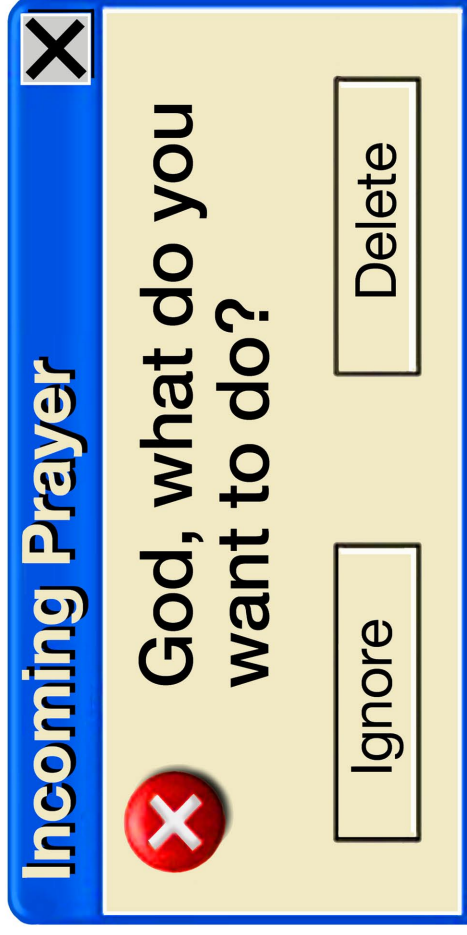 Incoming Prayer
God, what do you
want to do?
Ignore
Delete